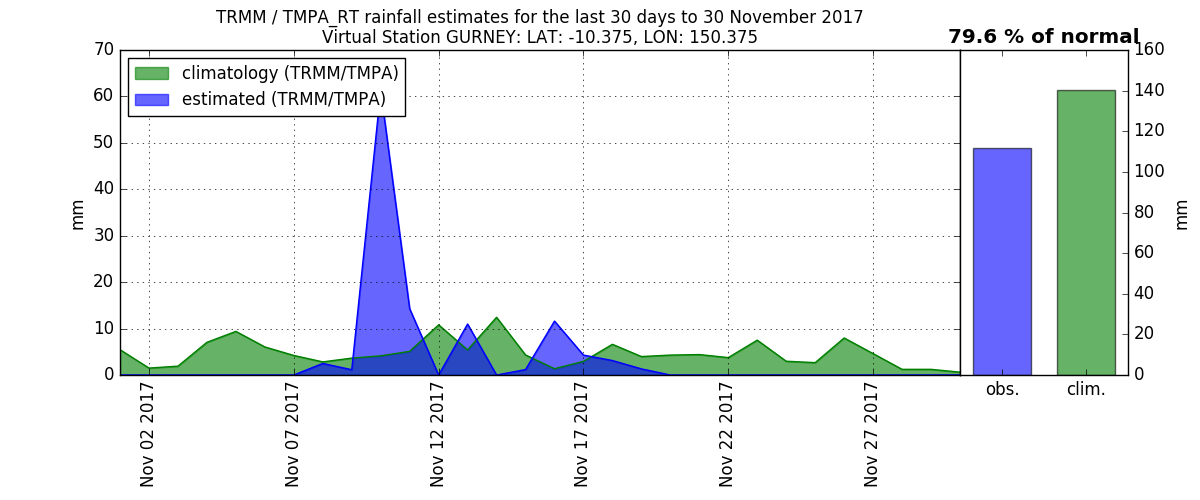 TRMM / TMPA_RT rainfall estimates for the last 30 days to 30 November 2017
Virtual Station GURNEY: LAT: -10.375, LON: 150.375
79.6 % of normal
climatology (TRMM/TMPA)
estimated (TRMM/TMPA)
70
60
50
40
30
20
10
0
mm
Nov 02 2017
Nov 07 2017
Nov 12 2017
Nov 17 2017
Nov 22 2017
Nov 27 2017
obs.
clim.
160
140
120
100
80
60
40
20
0
mm